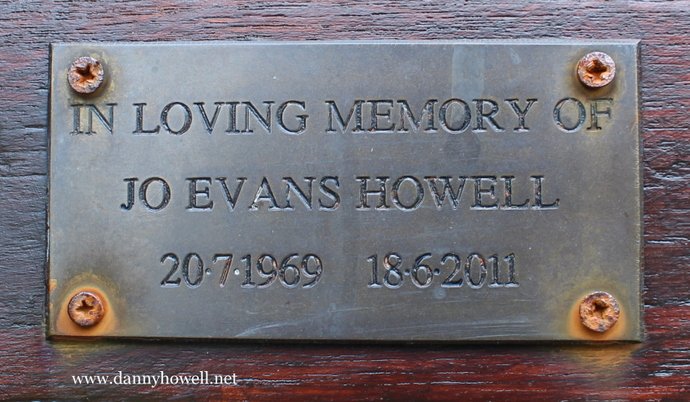 IN LOVING MEMORY OF
JO EVANS HOWELL
20·7·1969 18·6·2011
www.dannyhowell.net